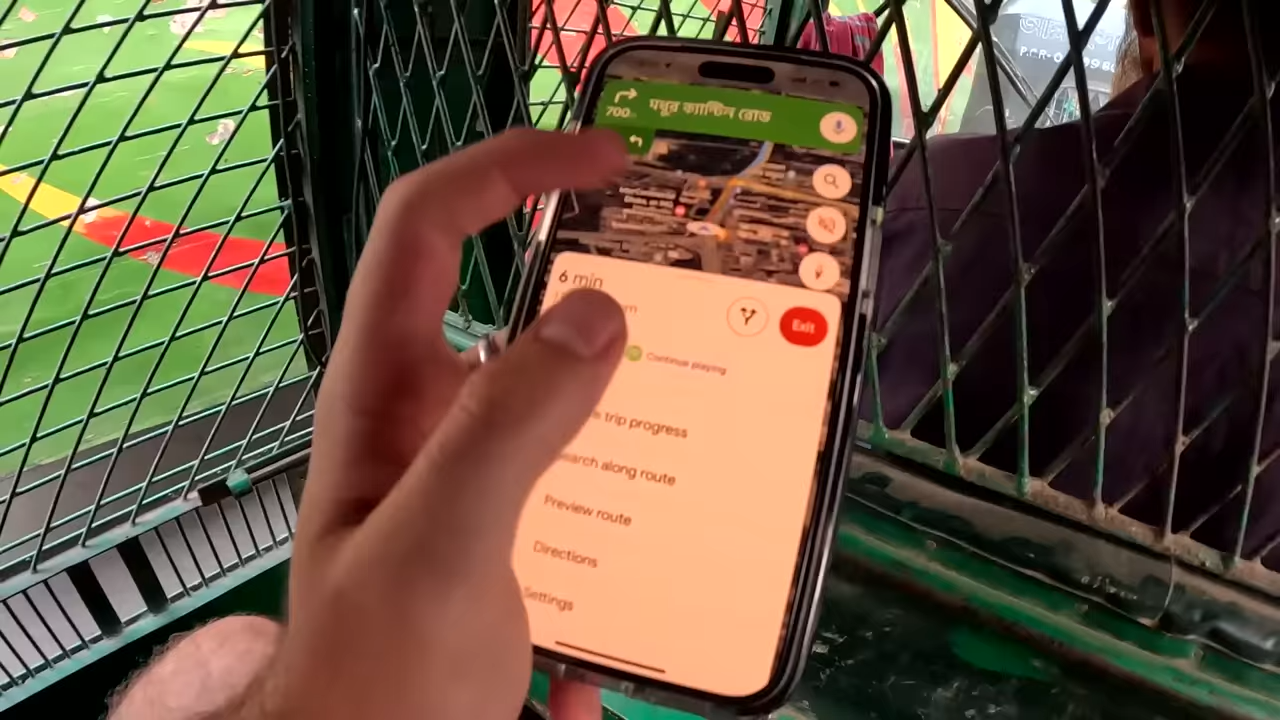 700
মধুর ক্যান্টিন রোড
6 min
Exit
Continue playing
trip progress
earch along route
Preview route
Directions
Settings